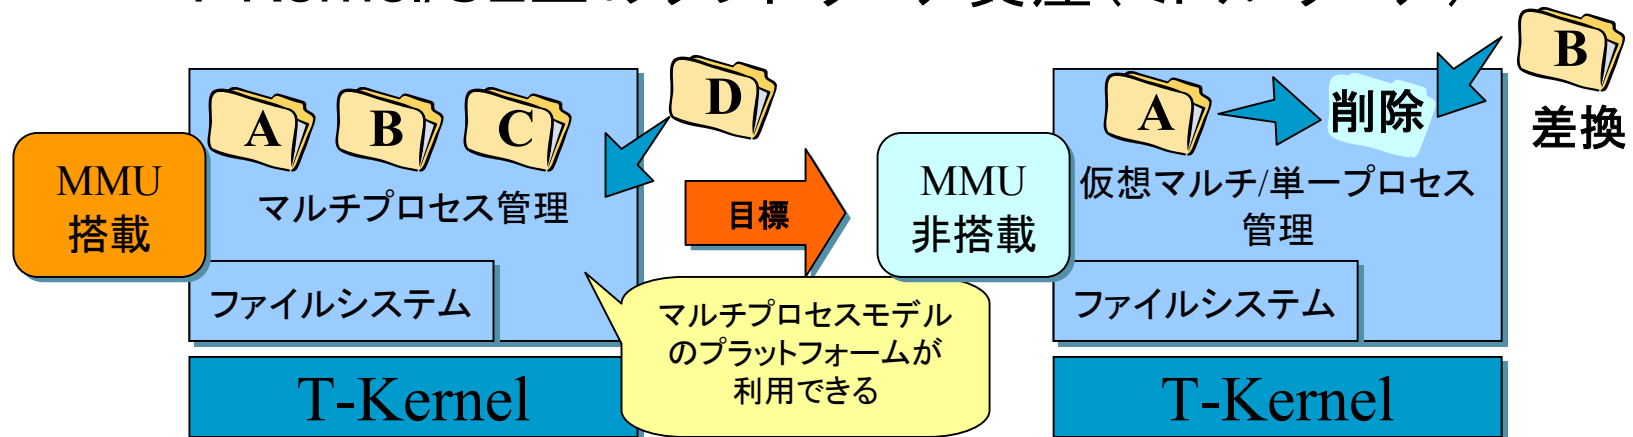 A
B
C
D
MMU
搭載
マルチプロセス管理
ファイルシステム
T-Kernel
目標
マルチプロセスモデル
のプラットフォームが
利用できる
A
削除
B
差換
MMU
非搭載
仮想マルチ/単一プロセス
管理
ファイルシステム
T-Kernel